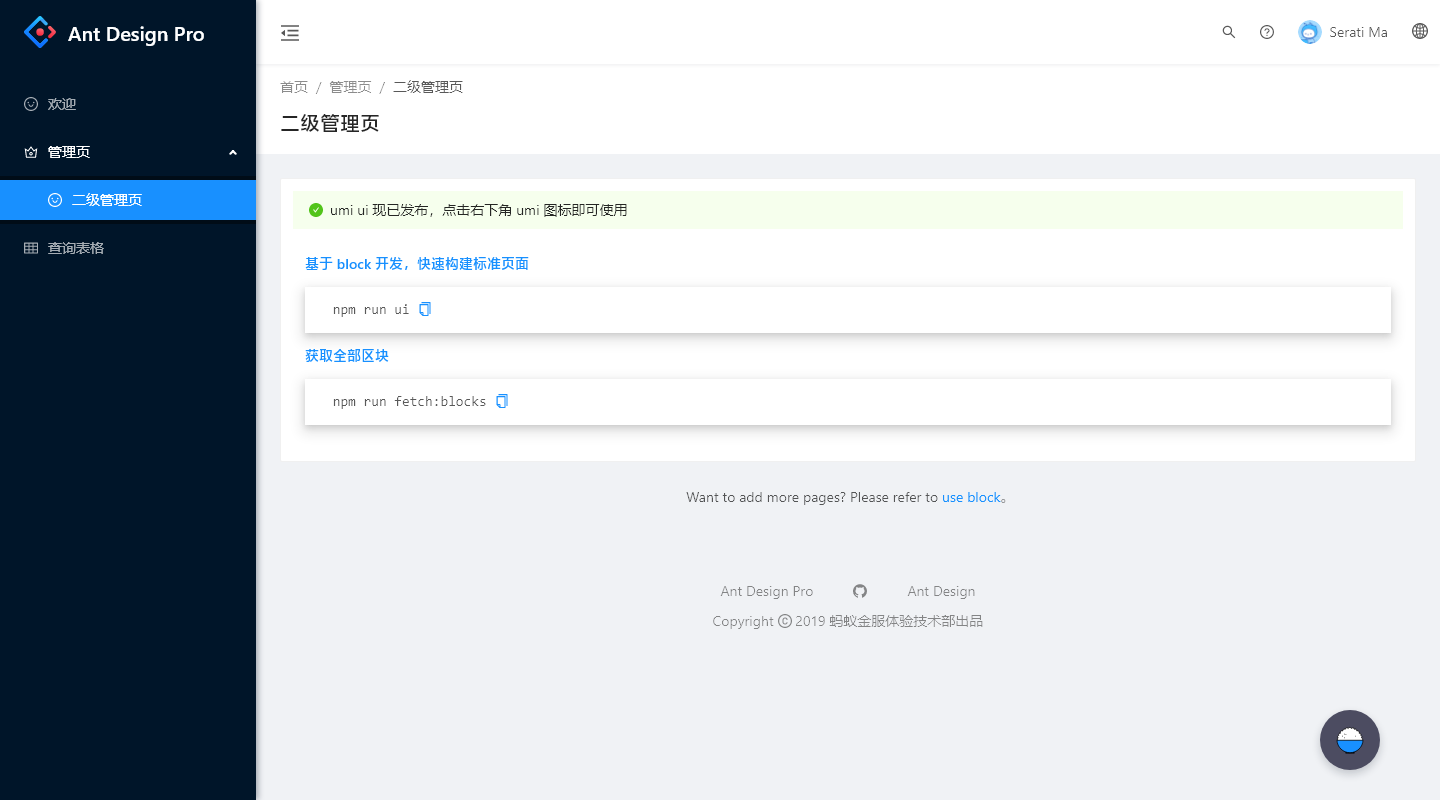 Ant Design Pro
Serati Ma
欢迎
管理页
二级管理页
查询表格
首页 / 管理页 / 二级管理页
二级管理页
umi ui 现已发布，点击右下角 umi 图标即可使用
基于 block 开发，快速构建标准页面
npm run ui
获取全部区块
npm run fetch:blocks
Want to add more pages? Please refer to use block。
Ant Design Pro Ant Design
Copyright © 2019 蚂蚁金服体验技术部出品